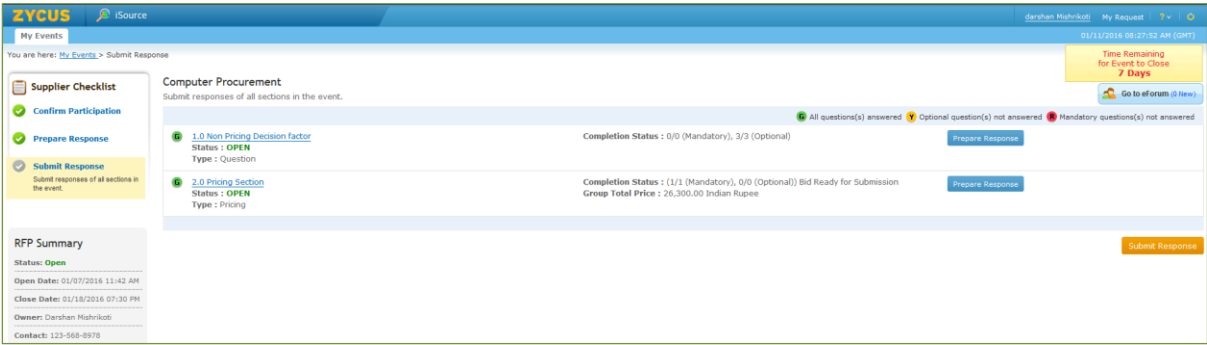 ZYCUS iSource
darshan Mishrikoti My Request ?
My Events
01/11/2016 08:27:52 AM (GMT)
You are here: My Events > Submit Response
Time Remaining
for Event to Close
7 Days
Go to eForum (0 New)
Supplier Checklist
Confirm Participation
Prepare Response
Submit Response
Submit responses of all sections in
the event.
Computer Procurement
Submit responses of all sections in the event.
G All questions(s) answered Y Optional question(s) not answered R Mandatory questions(s) not answered
G 1.0 Non Pricing Decision factor
Status : OPEN
Type : Question
Completion Status : 0/0 (Mandatory), 3/3 (Optional)
Prepare Response
G 2.0 Pricing Section
Status : OPEN
Type : Pricing
Completion Status : (1/1 (Mandatory), 0/0 (Optional)) Bid Ready for Submission
Group Total Price : 26,300.00 Indian Rupee
Prepare Response
Submit Response
RFP Summary
Status: Open
Open Date: 01/07/2016 11:42 AM
Close Date: 01/18/2016 07:30 PM
Owner: Darshan Mishrikoti
Contact: 123-568-8978